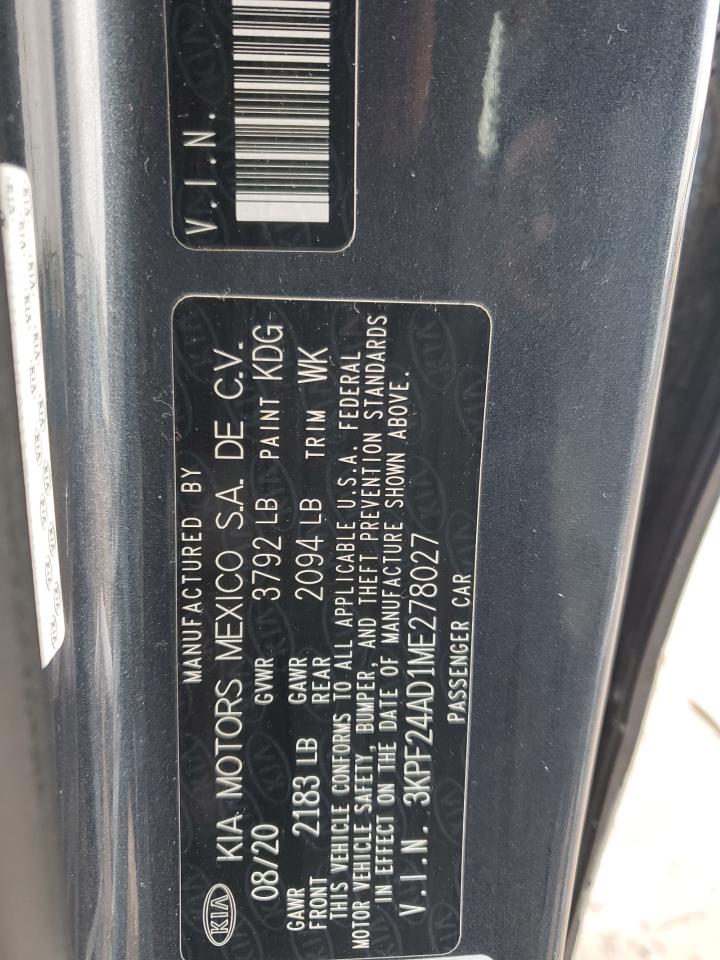 MANUFACTURED BY
KIA KIA MOTORS MEXICO S.A. DE C.V.
08/20 GVWR 3792 LB PAINT KDG
GAWR FRONT 2183 LB GAWR REAR 2094 LB TRIM WK
THIS VEHICLE CONFORMS TO ALL APPLICABLE U.S.A. FEDERAL
MOTOR VEHICLE SAFETY, BUMPER, AND THEFT PREVENTION STANDARDS
IN EFFECT ON THE DATE OF MANUFACTURE SHOWN ABOVE.
V.I.N. 3KPF24AD1ME278027
PASSENGER CAR
V.I.N.